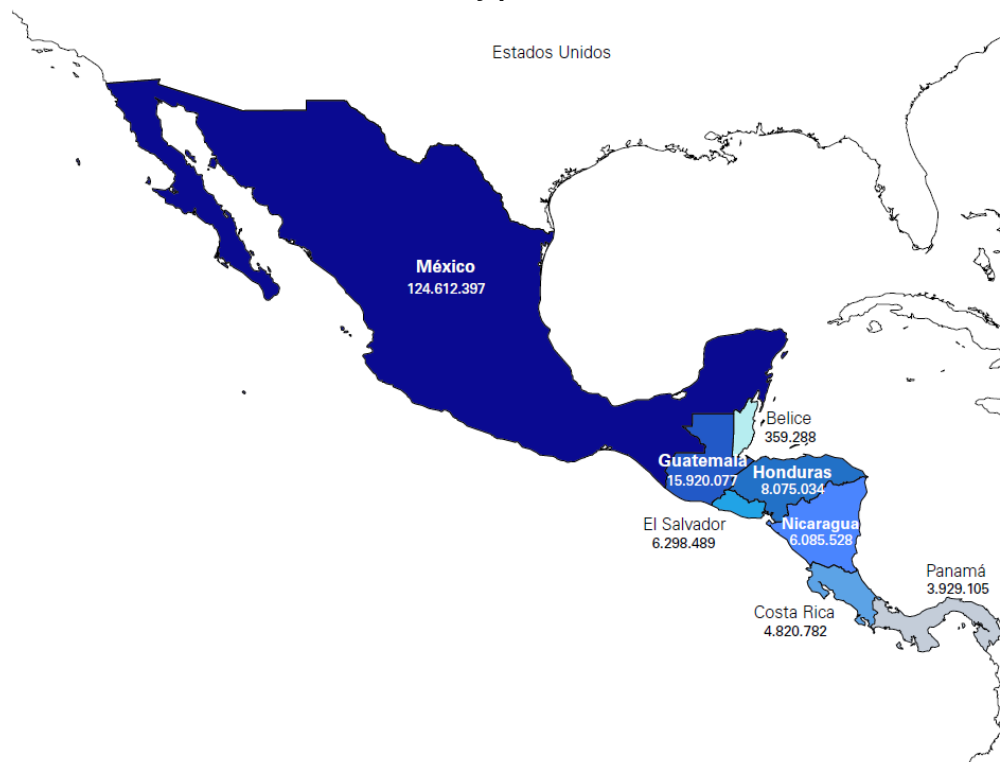 Estados Unidos
México
124.612.397
Belice
359.288
Guatemala
15.920.077
Honduras
8.075.034
El Salvador
6.298.489
Nicaragua
6.085.528
Panamá
3.929.105
Costa Rica
4.820.782